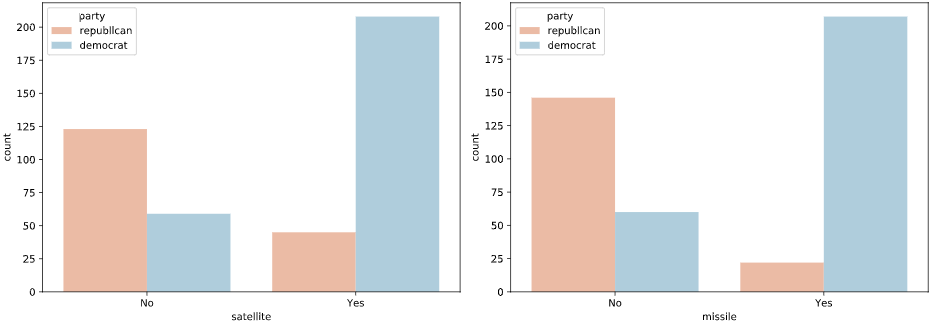 party
republican
democrat
200
175
150
125
100
75
50
25
0
count
No
Yes
satellite
party
republican
democrat
200
175
150
125
100
75
50
25
0
count
No
Yes
missile